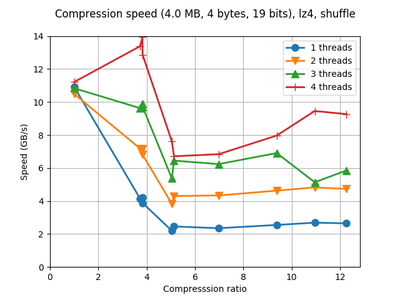 Compression speed (4.0 MB, 4 bytes, 19 bits), lz4, shuffle
14
12
10
8
6
4
2
0
Speed (GB/s)
1 threads
2 threads
3 threads
4 threads
0 2 4 6 8 10 12
Compresssion ratio